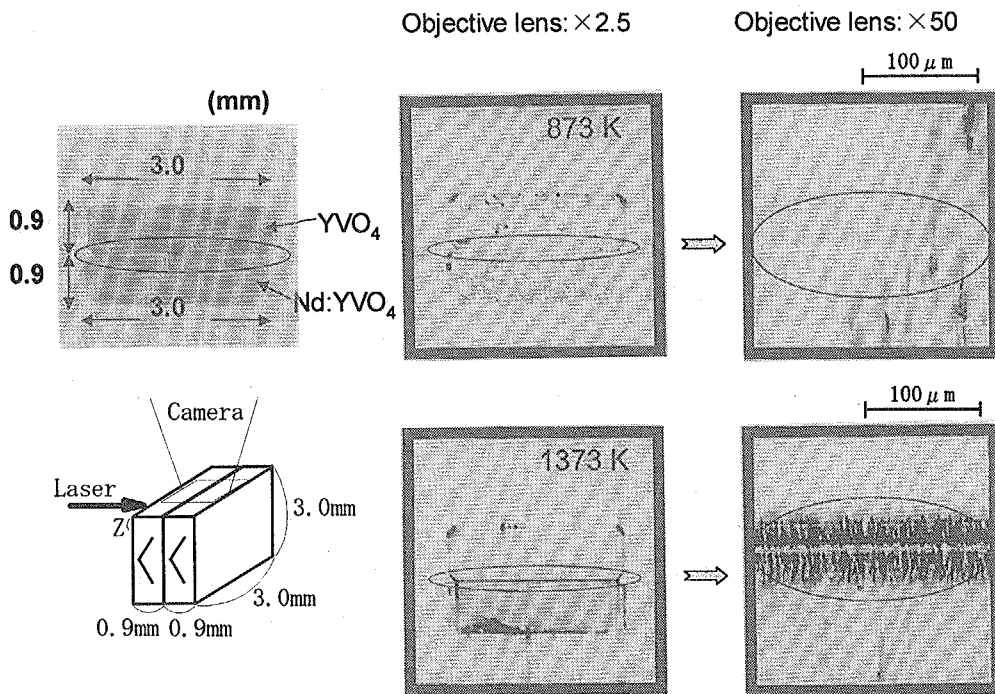 Objective lens: ×2.5
Objective lens: ×50
100 μm
(mm)
873 K
3.0
0.9
YVO4
0.9
Nd:YVO4
3.0
100 μm
Camera
1373 K
Laser
Z
3.0mm
3.0mm
0.9mm 0.9mm